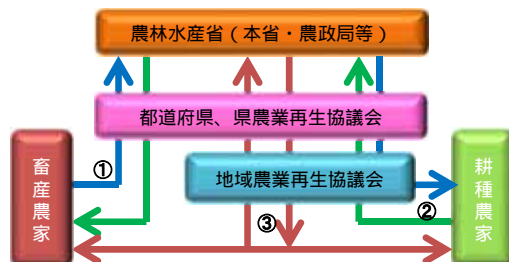 農林水産省(本省・農政局等)
都道府県、県農業再生協議会
畜産農家
①
地域農業再生協議会
耕種農家
②
③